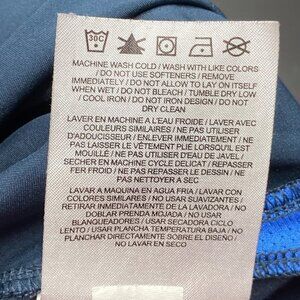 30C
MACHINE WASH COLD / WASH WITH LIKE COLORS
/ DO NOT USE SOFTENERS / REMOVE
IMMEDIATELY / DO NOT ALLOW TO LAY ON ITSELF
WHEN WET / DO NOT BLEACH / TUMBLE DRY LOW
/ COOL IRON / DO NOT IRON DESIGN / DO NOT
DRY CLEAN
LAVER EN MACHINE A L'EAU FROIDE / LAVER AVEC
COULEURS SIMILAIRES / NE PAS UTILISER
D'ADOUCISSEUR / ENLEVER IMMEDIATEMENT / NE
PAS LAISSER LE VÊTEMENT PLIÉ LORSQU'IL EST
MOUILLÉ / NE PAS UTILISER D'EAU DE JAVEL /
SECHER EN MACHINE CYCLE DELICAT / REPASSER
FER FROID / NE PAS REPASSER LE DESSIN / NE
PAS NETTOYER A SEC
LAVAR A MAQUINA EN AGUA FRIA / LAVAR CON
COLORES SIMILARES / NO USAR SUAVIZANTES /
RETIRAR INMEDIATAMENTE DE LA LAVADORA / NO
DOBLAR PRENDA MOJADA / NO USAR
BLANQUEADORES / USAR SECADORA CICLO
LENTO / USAR PLANCHA TEMPERATURA BAJA / NO
PLANCHAR DIRECTAMENTE SOBRE EL DISEÑO /
NO LAVAR EN SECO